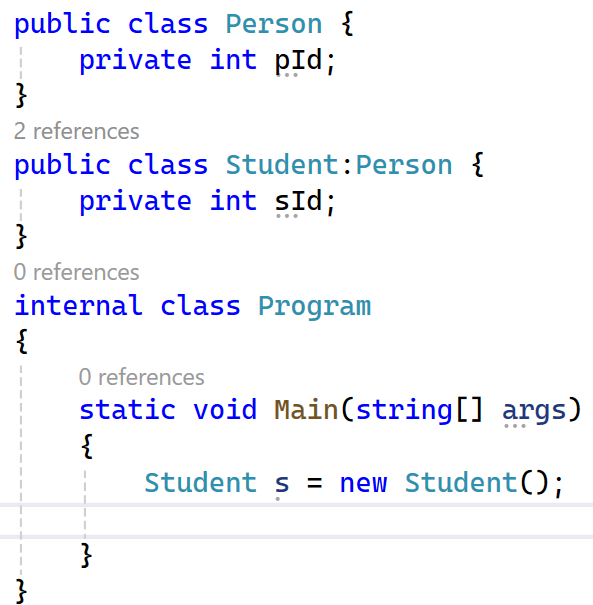 public class Person {
    private int pId;
}
2 references
public class Student:Person {
    private int sId;
}
0 references
internal class Program
{
    0 references
    static void Main(string[] args)
    {
        Student s = new Student();
    }
}